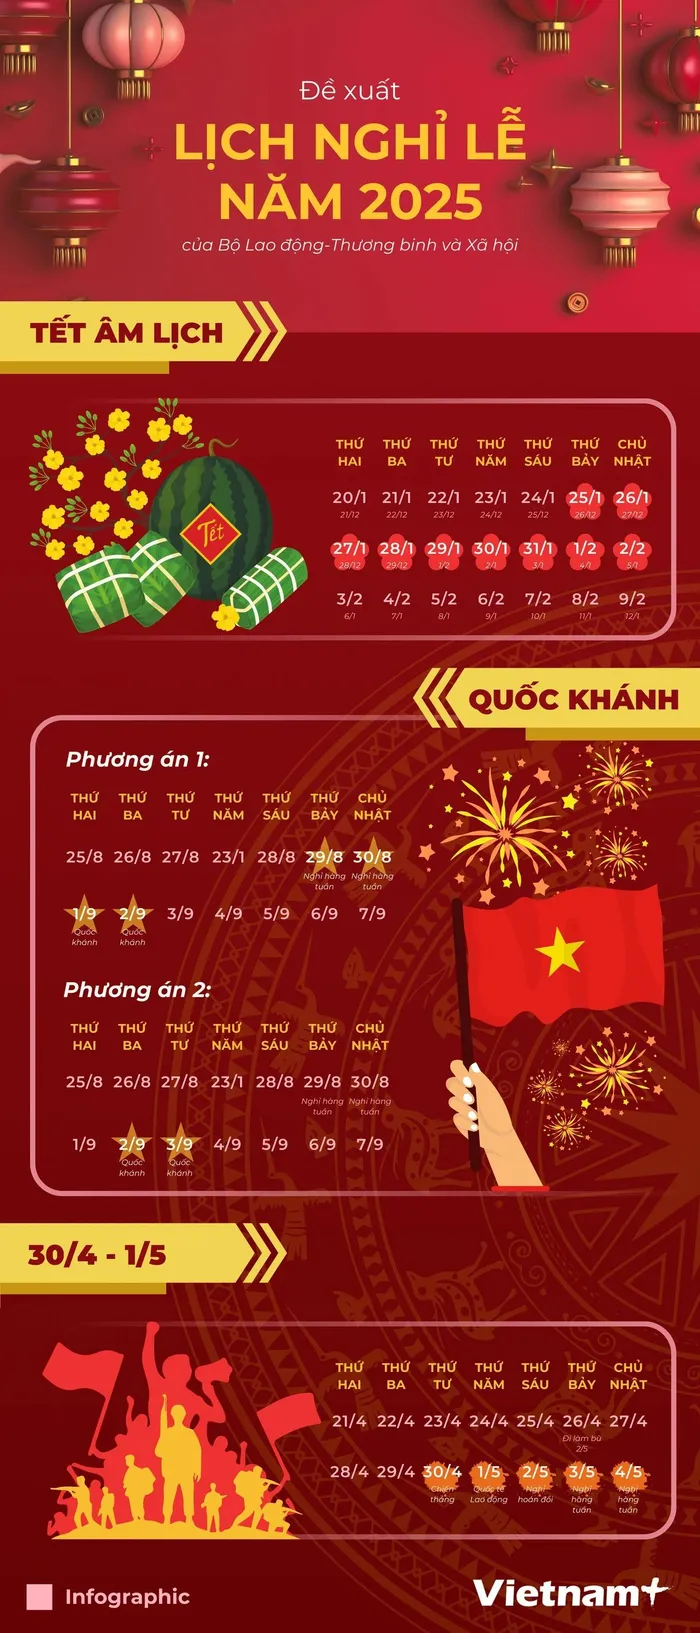 Đề xuất
LỊCH NGHỈ LỄ
NĂM 2025
của Bộ Lao động-Thương binh và Xã hội
TẾT ÂM LỊCH
Tết
THỨ HAI THỨ BA THỨ TƯ THỨ NĂM THỨ SÁU THỨ BẢY CHỦ NHẬT
20/1 21/1 22/1 23/1 24/1 25/1 26/1
21/12 22/12 23/12 24/12 25/12 26/12 27/12
27/1 28/1 29/1 30/1 31/1 1/2 2/2
28/12 29/12 1/2 2/1 3/1 4/1 5/1
3/2 4/2 5/2 6/2 7/2 8/2 9/2
6/1 7/1 8/1 9/1 10/1 11/1 12/1
QUỐC KHÁNH
Phương án 1:
THỨ HAI THỨ BA THỨ TƯ THỨ NĂM THỨ SÁU THỨ BẢY CHỦ NHẬT
25/8 26/8 27/8 23/1 28/8 29/8 30/8
Nghỉ hàng tuần Nghỉ hàng tuần
1/9 2/9 3/9 4/9 5/9 6/9 7/9
Quốc khánh Quốc khánh
Phương án 2:
THỨ HAI THỨ BA THỨ TƯ THỨ NĂM THỨ SÁU THỨ BẢY CHỦ NHẬT
25/8 26/8 27/8 23/1 28/8 29/8 30/8
Nghỉ hàng tuần Nghỉ hàng tuần
1/9 2/9 3/9 4/9 5/9 6/9 7/9
Quốc khánh Quốc khánh
30/4 - 1/5
THỨ HAI THỨ BA THỨ TƯ THỨ NĂM THỨ SÁU THỨ BẢY CHỦ NHẬT
21/4 22/4 23/4 24/4 25/4 26/4 27/4
Đi làm bù 2/5
28/4 29/4 30/4 1/5 2/5 3/5 4/5
Chiến thắng Quốc tế Lao động Nghỉ hoán đổi Nghỉ hàng tuần Nghỉ hàng tuần
Infographic
Vietnam+